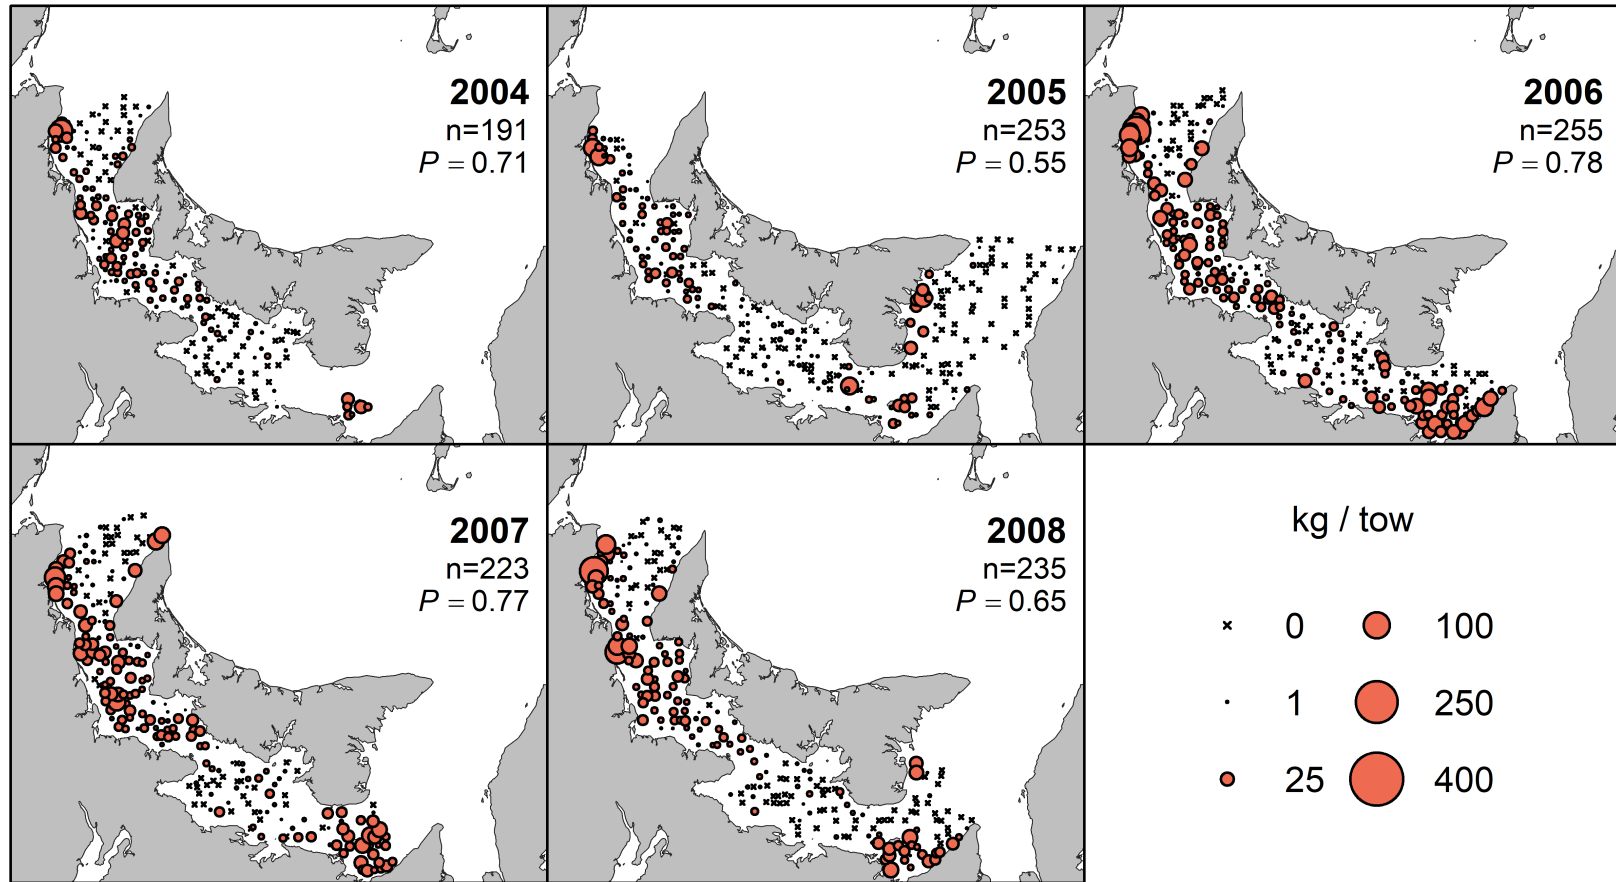 2004
n=191
P = 0.71
2005
n=253
P = 0.55
2006
n=255
P = 0.78
2007
n=223
P = 0.77
2008
n=235
P = 0.65
kg / tow
0 100
1 250
25 400